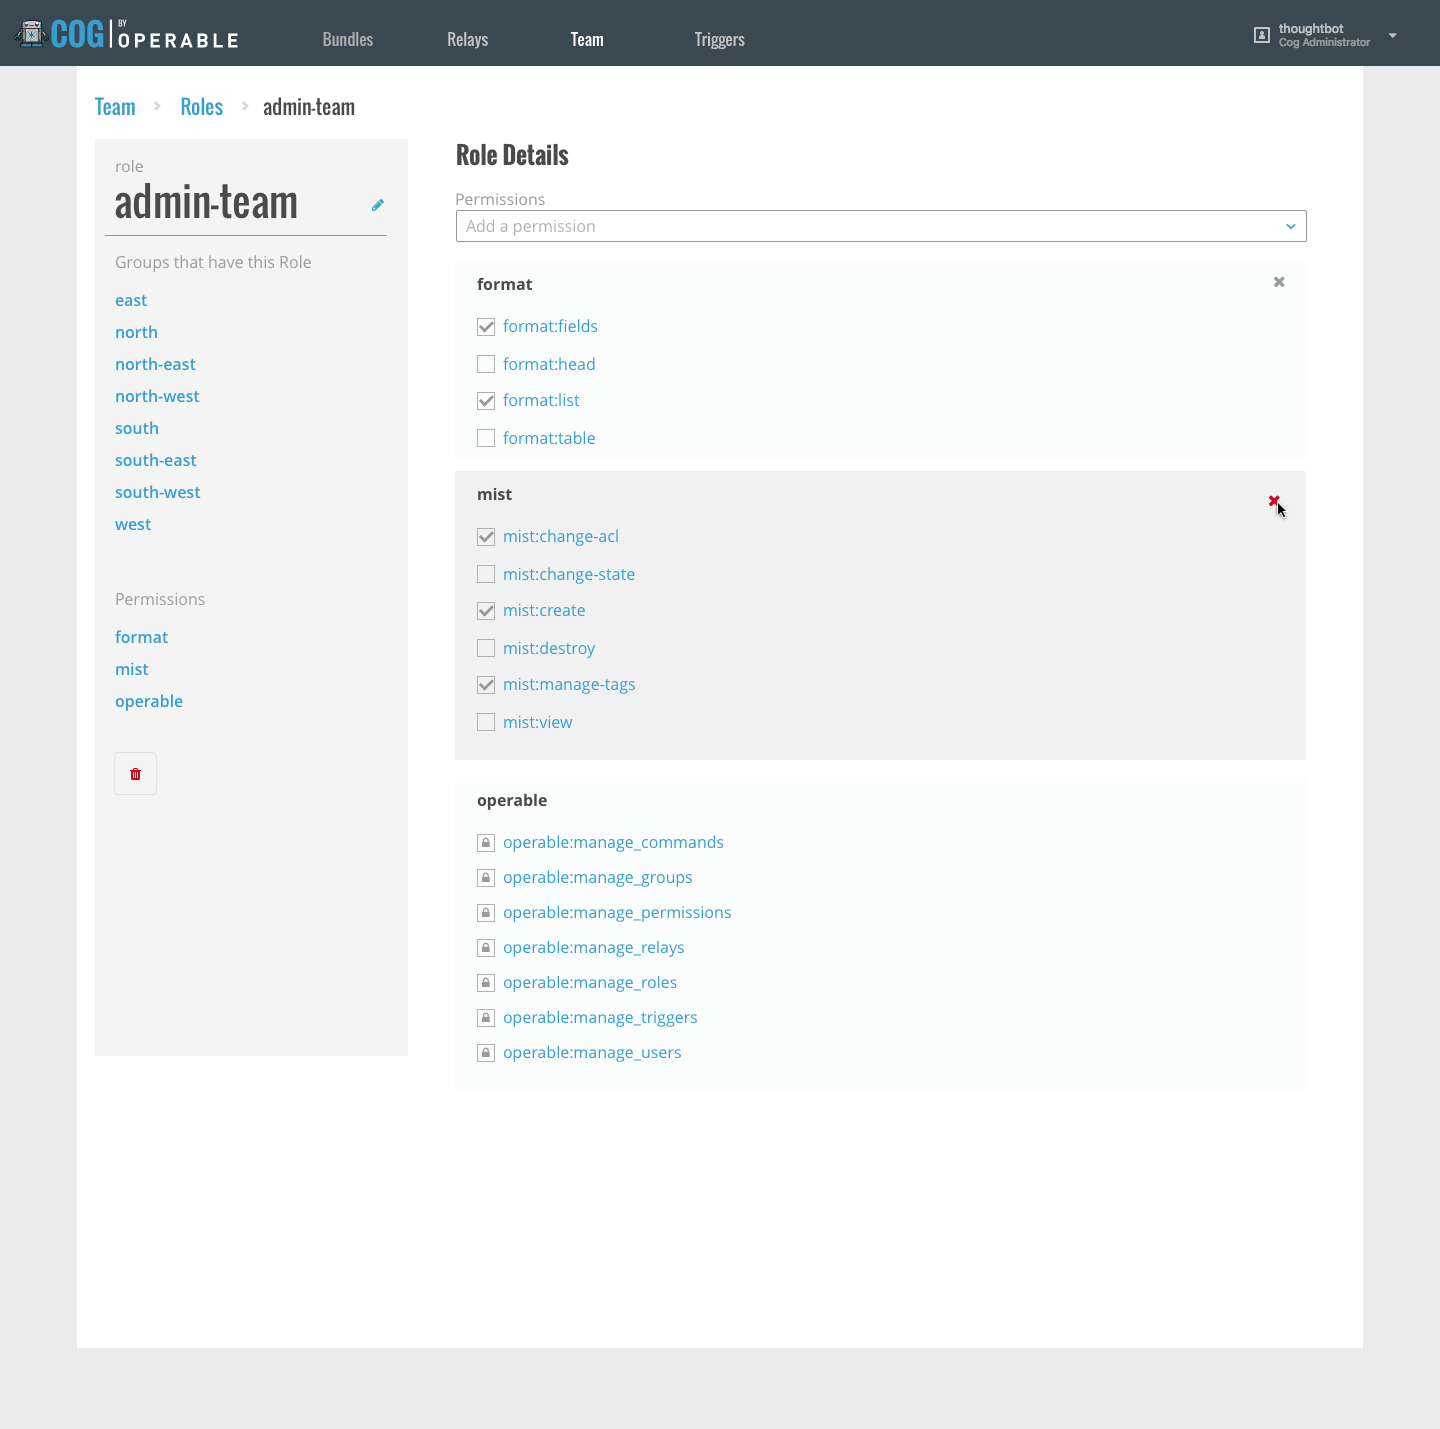 COG BY OPERABLE
Bundles Relays Team Triggers
thoughtbot
Cog Administrator
Team Roles admin-team
role
admin-team
Groups that have this Role
east
north
north-east
north-west
south
south-east
south-west
west
Permissions
format
mist
operable
Role Details
Permissions
Add a permission
format
format:fields
format:head
format:list
format:table
mist
mist:change-acl
mist:change-state
mist:create
mist:destroy
mist:manage-tags
mist:view
operable
operable:manage_commands
operable:manage_groups
operable:manage_permissions
operable:manage_relays
operable:manage_roles
operable:manage_triggers
operable:manage_users